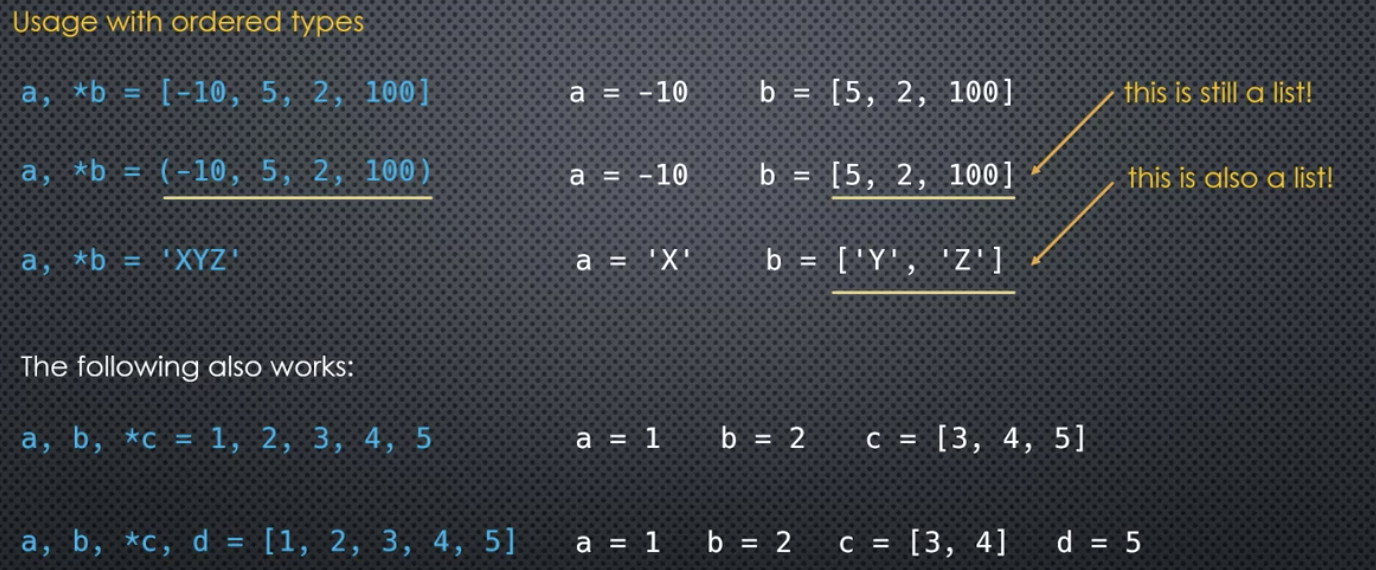 Usage with ordered types
a, *b = [-10, 5, 2, 100] a = -10 b = [5, 2, 100] this is still a list!
a, *b = (-10, 5, 2, 100) a = -10 b = [5, 2, 100] this is also a list!
a, *b = 'XYZ' a = 'X' b = ['Y', 'Z']
The following also works:
a, b, *c = 1, 2, 3, 4, 5 a = 1 b = 2 c = [3, 4, 5]
a, b, *c, d = [1, 2, 3, 4, 5] a = 1 b = 2 c = [3, 4] d = 5